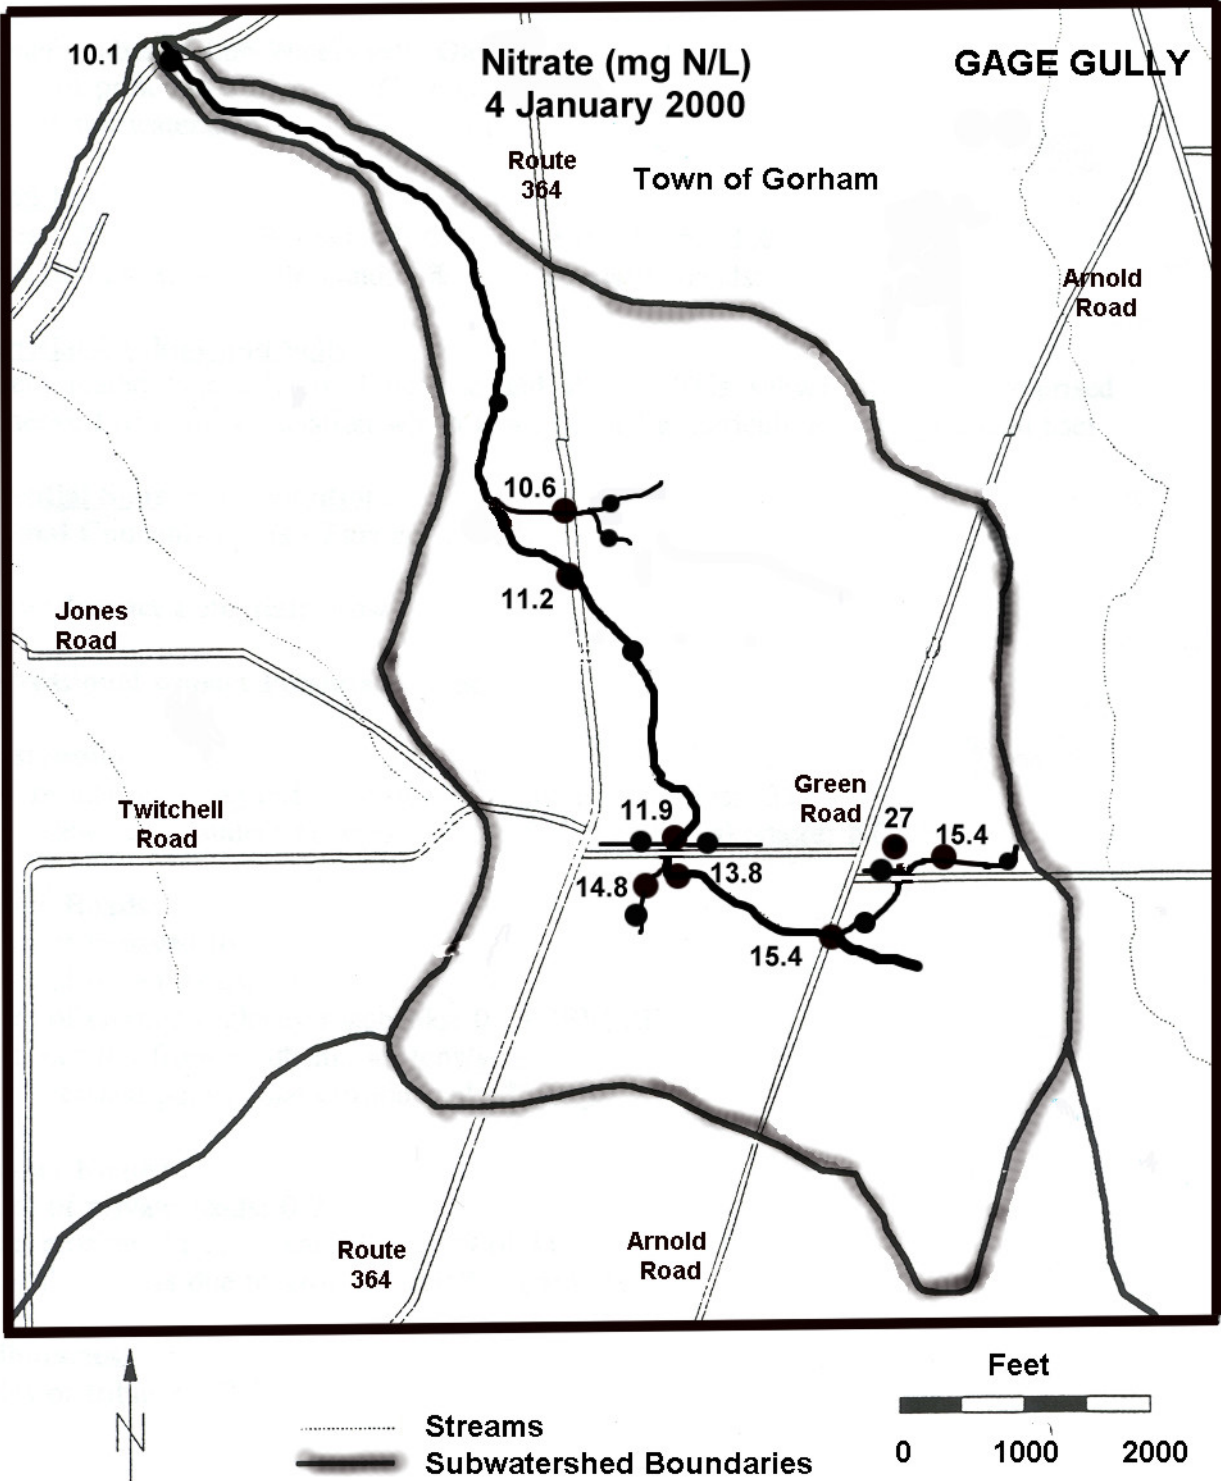 10.1
Nitrate (mg N/L)
4 January 2000
GAGE GULLY
Route
364
Town of Gorham
Arnold
Road
10.6
11.2
Jones
Road
Green
Road
11.9
27
15.4
Twitchell
Road
14.8
13.8
15.4
Route
364
Arnold
Road
N
Feet
0 1000 2000
Streams
Subwatershed Boundaries